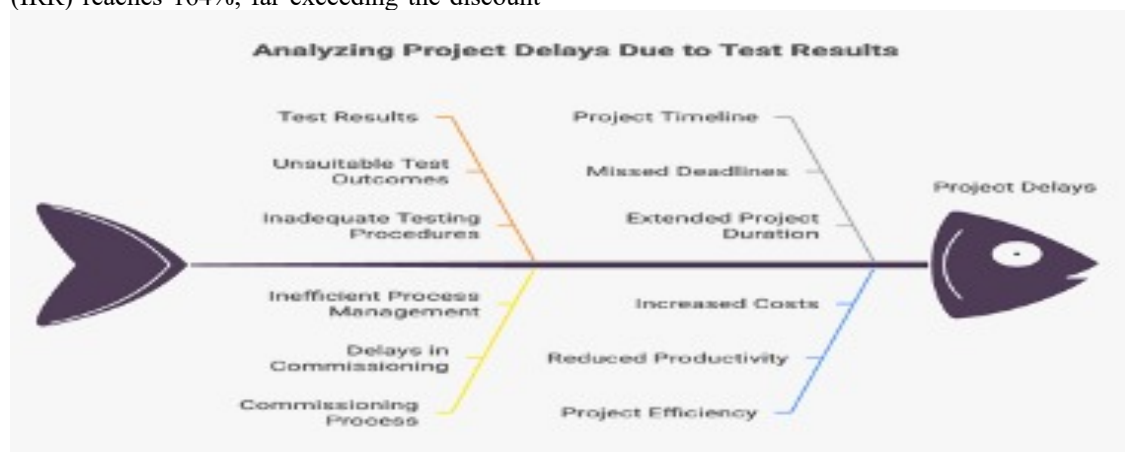 (IRR) reaches 164%, far exceeding the discount
Analyzing Project Delays Due to Test Results
Test Results
Unsuitable Test
Outcomes
Inadequate Testing
Procedures
Project Timeline
Missed Deadlines
Extended Project
Duration
Project Delays
Inefficient Process
Management
Delays in
Commissioning
Commissioning
Process
Increased Costs
Reduced Productivity
Project Efficiency